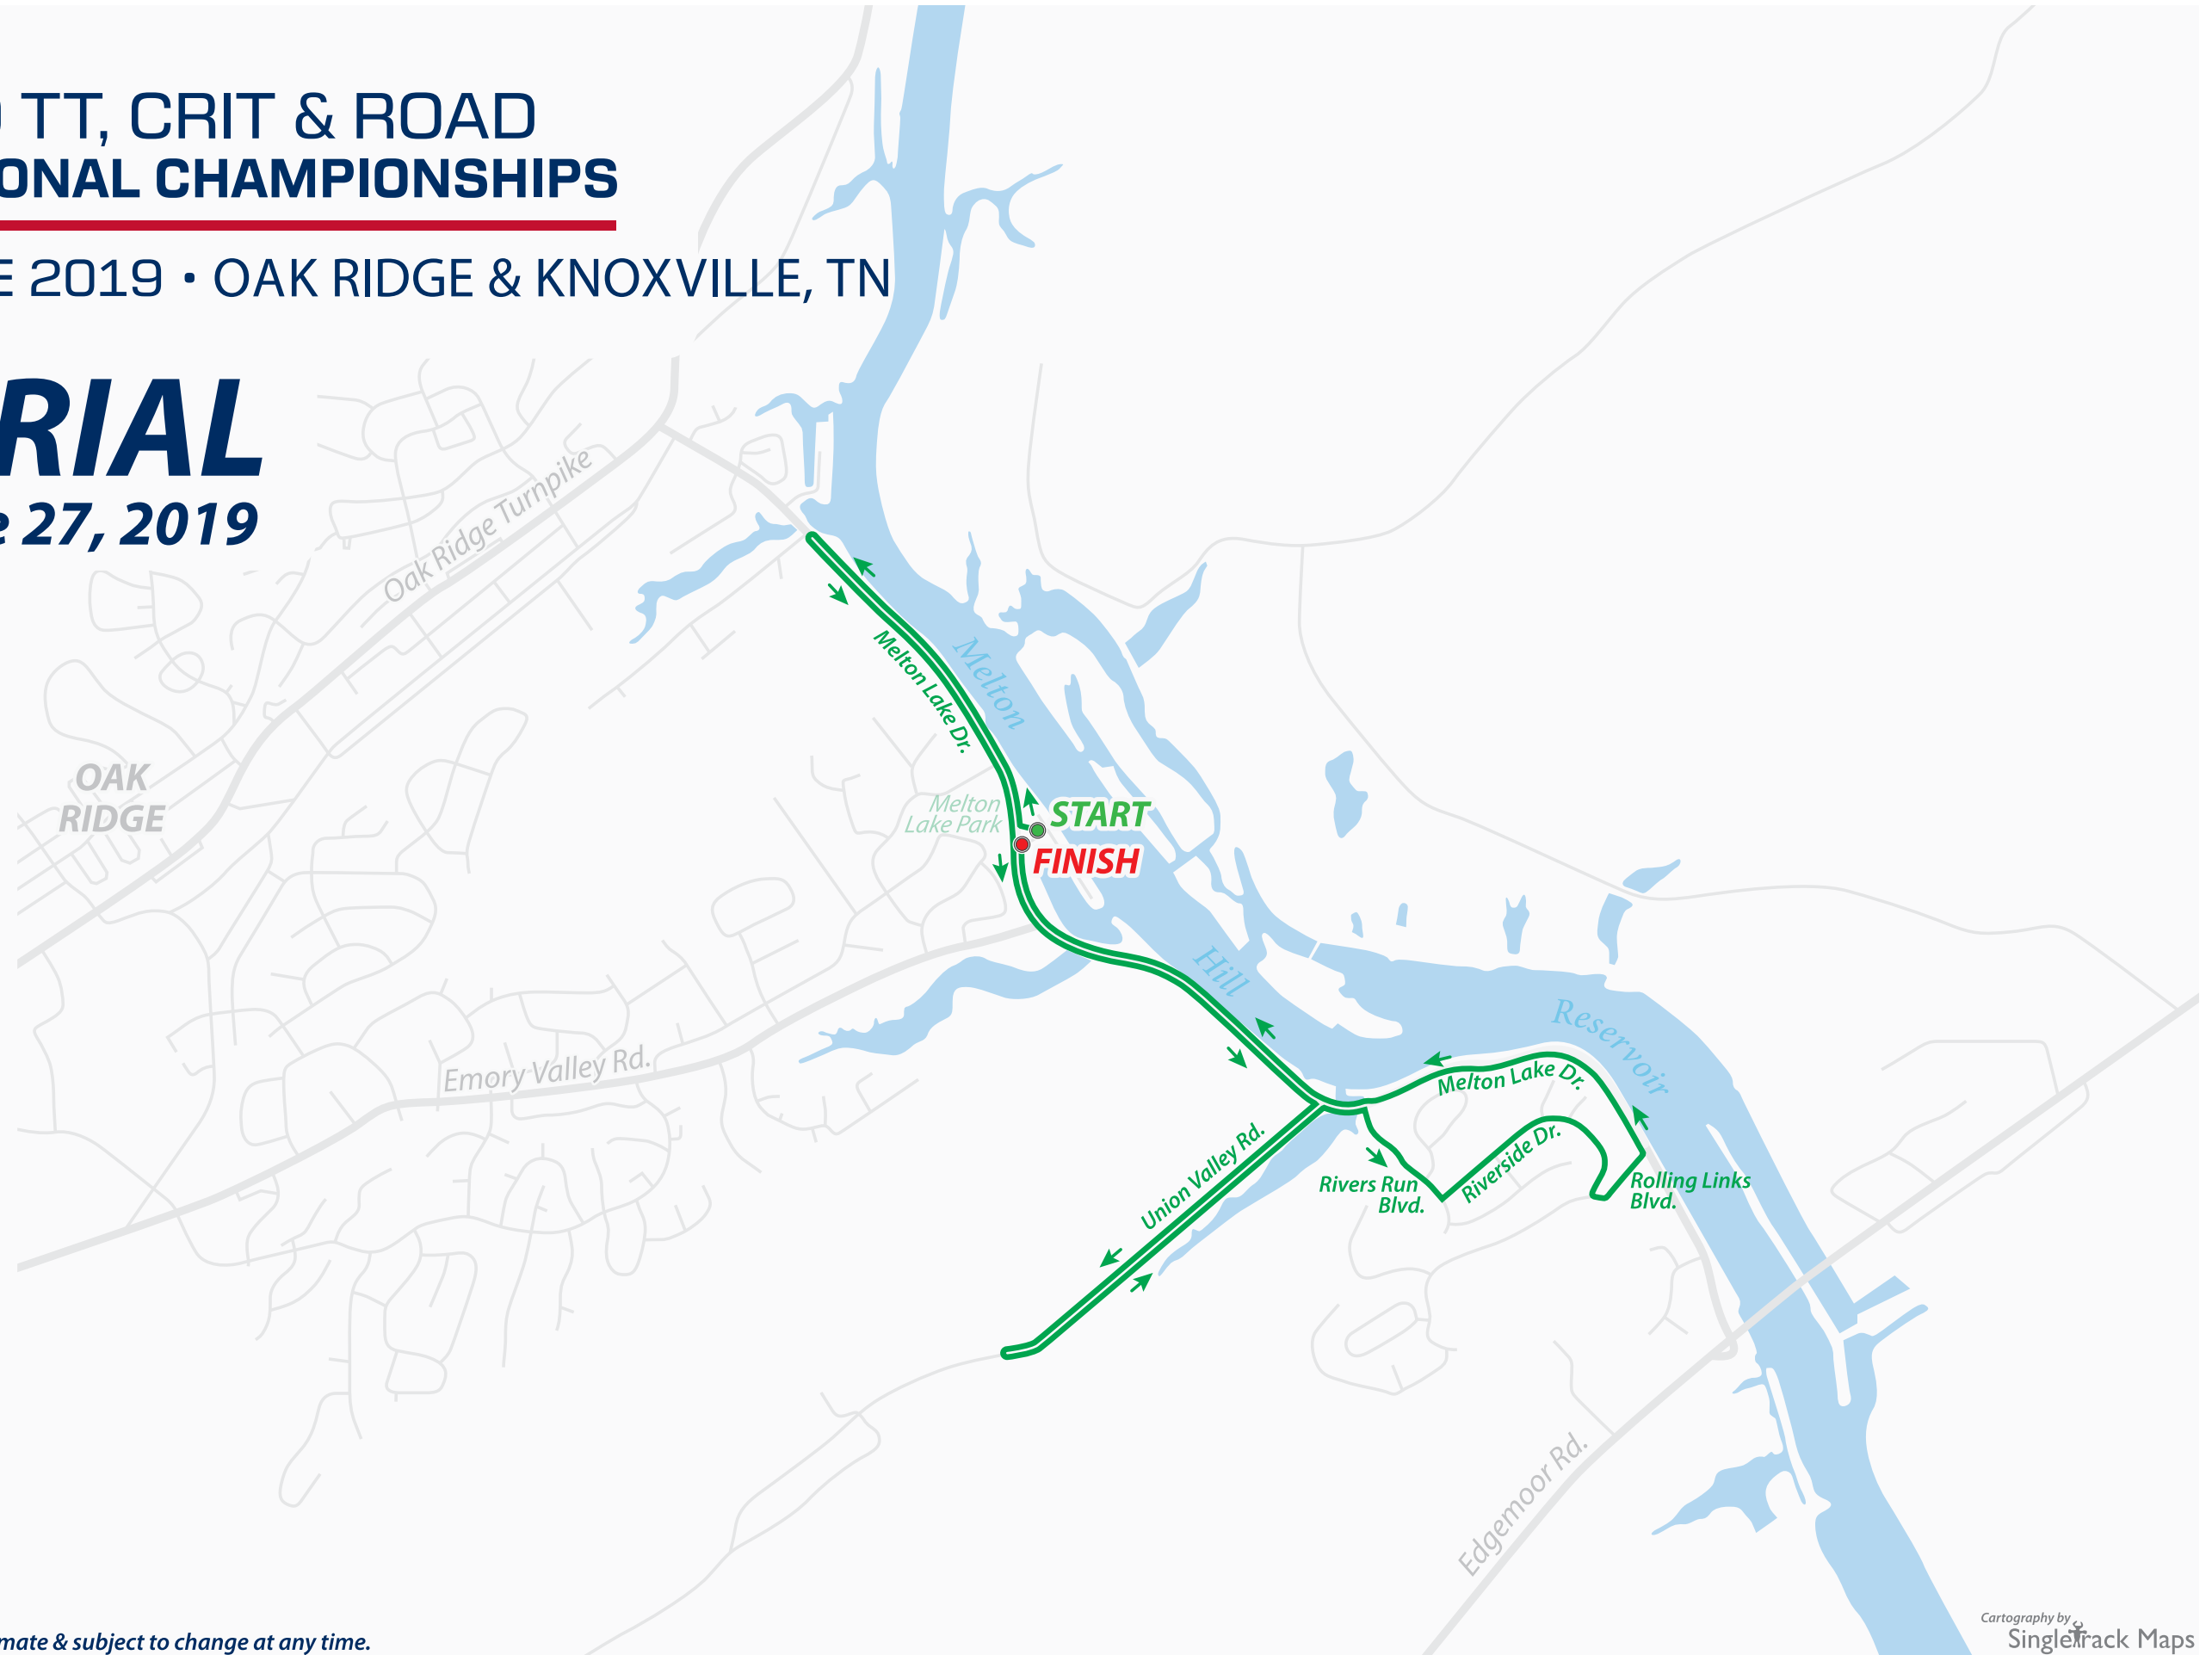 TT, CRIT & ROAD
ONAL CHAMPIONSHIPS
E 2019 • OAK RIDGE & KNOXVILLE, TN
RIAL
e 27, 2019
Oak Ridge Turnpike
Melton Lake Dr.
Melton
OAK
RIDGE
Melton
Lake Park
START
FINISH
Hill
Reservoir
Emory Valley Rd.
Melton Lake Dr.
Union Valley Rd.
Riverside Dr.
Rivers Run
Blvd.
Rolling Links
Blvd.
Edgemoor Rd.
mate & subject to change at any time.
Cartography by
SingleTrack Maps